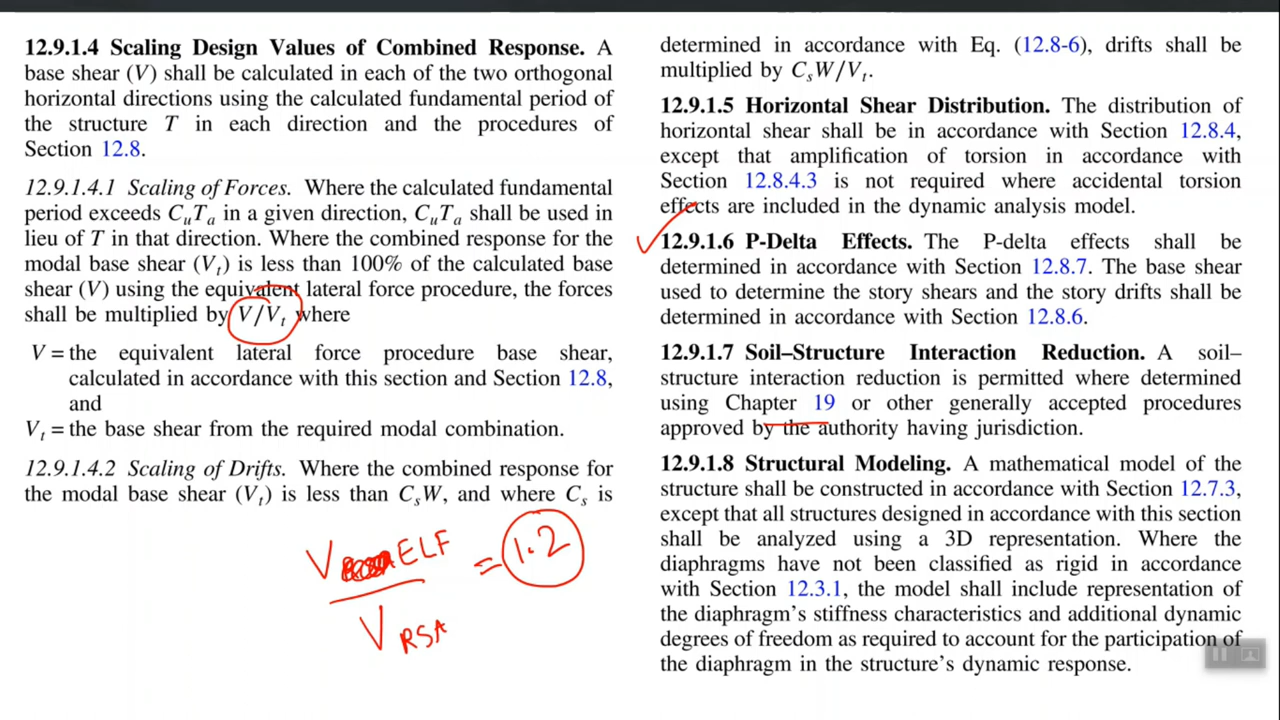 12.9.1.4 Scaling Design Values of Combined Response. A
base shear (V) shall be calculated in each of the two orthogonal
horizontal directions using the calculated fundamental period of
the structure T in each direction and the procedures of
Section 12.8.
12.9.1.4.1 Scaling of Forces. Where the calculated fundamental
period exceeds CuTa in a given direction, CuTa shall be used in
lieu of T in that direction. Where the combined response for the
modal base shear (Vt) is less than 100% of the calculated base
shear (V) using the equivalent lateral force procedure, the forces
shall be multiplied by V/Vt where
V = the equivalent lateral force procedure base shear,
calculated in accordance with this section and Section 12.8,
and
Vt = the base shear from the required modal combination.
12.9.1.4.2 Scaling of Drifts. Where the combined response for
the modal base shear (Vt) is less than CsW, and where Cs is
V ELF
= 1.2
V RSA
determined in accordance with Eq. (12.8-6), drifts shall be
multiplied by CsW/Vt.
12.9.1.5 Horizontal Shear Distribution. The distribution of
horizontal shear shall be in accordance with Section 12.8.4,
except that amplification of torsion in accordance with
Section 12.8.4.3 is not required where accidental torsion
effects are included in the dynamic analysis model.
12.9.1.6 P-Delta Effects. The P-delta effects shall be
determined in accordance with Section 12.8.7. The base shear
used to determine the story shears and the story drifts shall be
determined in accordance with Section 12.8.6.
12.9.1.7 Soil–Structure Interaction Reduction. A soil–
structure interaction reduction is permitted where determined
using Chapter 19 or other generally accepted procedures
approved by the authority having jurisdiction.
12.9.1.8 Structural Modeling. A mathematical model of the
structure shall be constructed in accordance with Section 12.7.3,
except that all structures designed in accordance with this section
shall be analyzed using a 3D representation. Where the
diaphragms have not been classified as rigid in accordance
with Section 12.3.1, the model shall include representation of
the diaphragm's stiffness characteristics and additional dynamic
degrees of freedom as required to account for the participation of
the diaphragm in the structure's dynamic response.